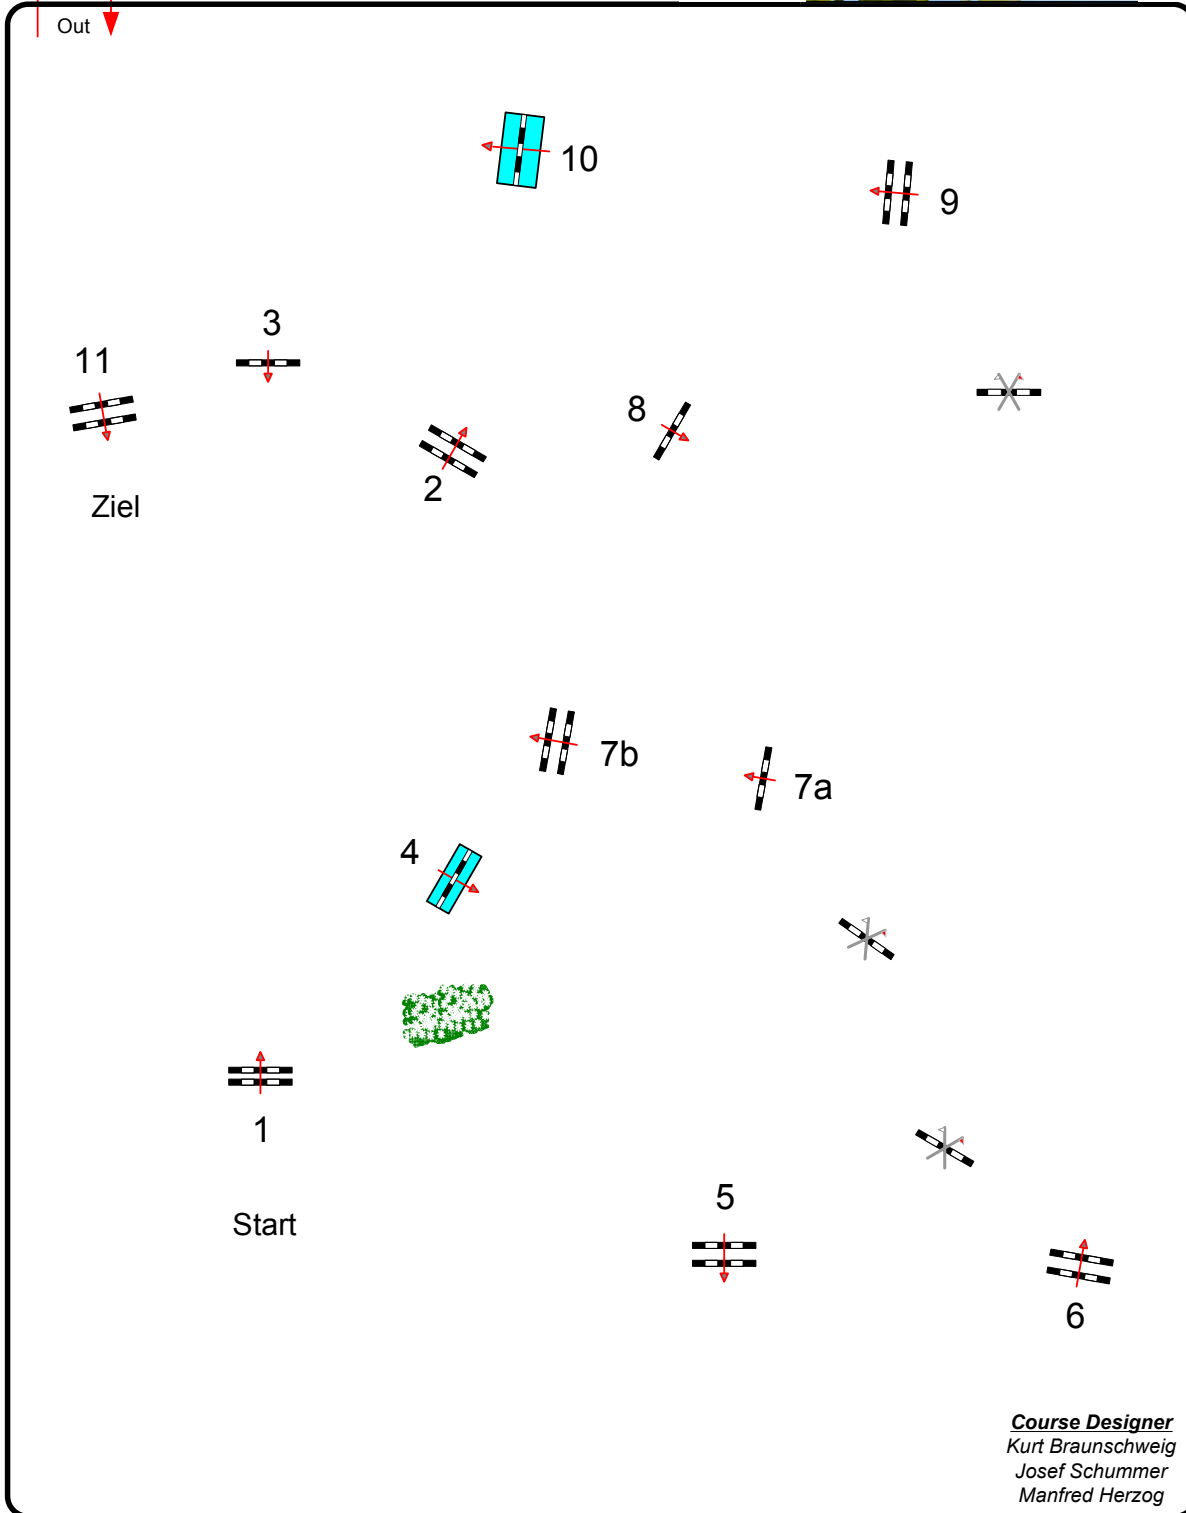 Out
10
9
3
11
8
2
Ziel
7b
7a
4
1
5
Start
6
Course Designer
Kurt Braunschweig
Josef Schummer
Manfred Herzog